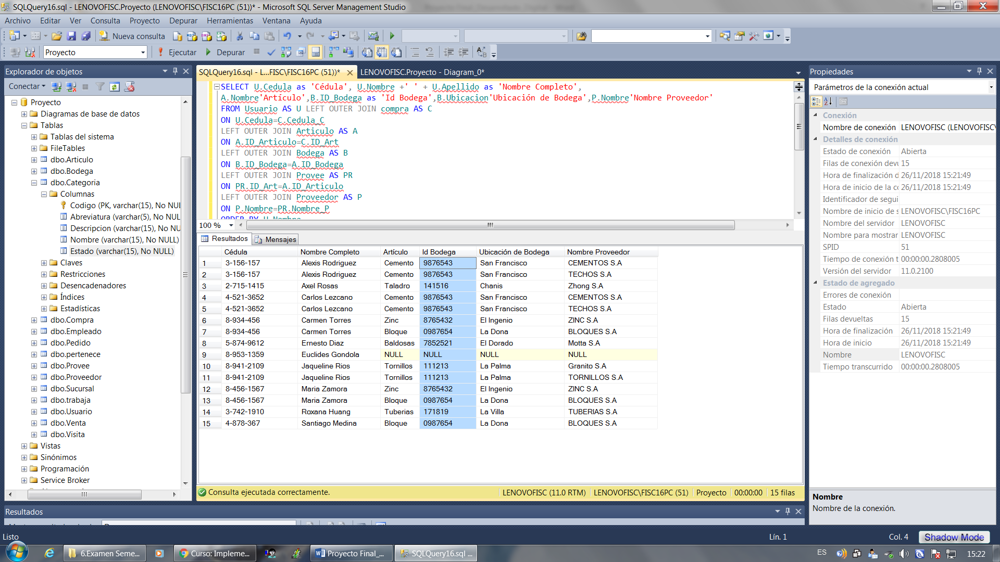 SQLQuery16.sql - LENOVOFISC.Proyecto (LENOVOFISC\FISC16PC (51))* - Microsoft SQL Server Management Studio
Archivo Editar Ver Consulta Proyecto Depurar Herramientas Ventana Ayuda
Nueva consulta
Proyecto Ejecutar Depurar
Explorador de objetos
Conectar
Proyecto
Diagramas de base de datos
Tablas
Tablas del sistema
FileTables
dbo.Articulo
dbo.Bodega
dbo.Categoria
Columnas
Codigo (PK, varchar(15), No NUL
Abreviatura (varchar(5), No NUL
Descripcion (varchar(15), No NU
Nombre (varchar(15), No NULL)
Estado (varchar(15), No NULL)
Claves
Restricciones
Desencadenadores
Índices
Estadísticas
dbo.Compra
dbo.Empleado
dbo.Pedido
dbo.pertenece
dbo.Provee
dbo.Proveedor
dbo.Sucursal
dbo.trabaja
dbo.Usuario
dbo.Venta
dbo.Visita
Vistas
Sinónimos
Programación
Service Broker
SQLQuery16.sql - L...FISC\FISC16PC (51))* LENOVOFISC.Proyecto - Diagram_0*
SELECT U.Cedula as 'Cédula', U.Nombre +' ' + U.Apellido as 'Nombre Completo',
A.Nombre'Artículo',B.ID_Bodega as 'Id Bodega',B.Ubicacion'Ubicación de Bodega',P.Nombre'Nombre Proveedor'
FROM Usuario AS U LEFT OUTER JOIN compra AS C
ON U.Cedula=C.Cedula_C
LEFT OUTER JOIN Articulo AS A
ON A.ID_Articulo=C.ID_Art
LEFT OUTER JOIN Bodega AS B
ON B.ID_Bodega=A.ID_Bodega
LEFT OUTER JOIN Provee AS PR
ON PR.ID_Art=A.ID_Articulo
LEFT OUTER JOIN Proveedor AS P
ON P.Nombre=PR.Nombre_P
ORDER BY U.Nombre
100 %
Resultados Mensajes
Cédula Nombre Completo Artículo Id Bodega Ubicación de Bodega Nombre Proveedor
1 3-156-157 Alexis Rodriguez Cemento 9876543 San Francisco CEMENTOS S.A
2 3-156-157 Alexis Rodriguez Cemento 9876543 San Francisco TECHOS S.A
3 2-715-1415 Axel Rosas Taladro 141516 Chanis Zhong S.A
4 4-521-3652 Carlos Lezcano Cemento 9876543 San Francisco CEMENTOS S.A
5 4-521-3652 Carlos Lezcano Cemento 9876543 San Francisco TECHOS S.A
6 8-934-456 Carmen Torres Zinc 8765432 El Ingenio ZINC S.A
7 8-934-456 Carmen Torres Bloque 0987654 La Dona BLOQUES S.A
8 5-874-9612 Ernesto Diaz Baldosas 7852521 El Dorado Motta S.A
9 8-953-1359 Euclides Gondola NULL NULL NULL NULL
10 8-941-2109 Jaqueline Rios Tornillos 111213 La Palma Granito S.A
11 8-941-2109 Jaqueline Rios Tornillos 111213 La Palma TORNILLOS S.A
12 8-456-1567 Maria Zamora Zinc 8765432 El Ingenio ZINC S.A
13 8-456-1567 Maria Zamora Bloque 0987654 La Dona BLOQUES S.A
14 3-742-1910 Roxana Huang Tuberias 171819 La Villa TUBERIAS S.A
15 4-878-367 Santiago Medina Bloque 0987654 La Dona BLOQUES S.A
Consulta ejecutada correctamente. LENOVOFISC (11.0 RTM) LENOVOFISC\FISC16PC (51) Proyecto 00:00:00 15 filas
Propiedades
Parámetros de la conexión actual
Conexión
Nombre de conexión LENOVOFISC (LENOVOFISC\
Detalles de conexión
Estado de conexión Abierta
Filas de conexión devu 15
Hora de finalización d 26/11/2018 15:21:49
Hora de inicio de la co 26/11/2018 15:21:49
Identificador de segui
Nombre de inicio de s LENOVOFISC\FISC16PC
Nombre del servidor LENOVOFISC
Nombre para mostrar LENOVOFISC
SPID 51
Tiempo de conexión t 00:00:00.2808005
Versión del servidor 11.0.2100
Estado de agregado
Errores de conexión
Estado Abierta
Filas devueltas 15
Hora de finalización 26/11/2018 15:21:49
Hora de inicio 26/11/2018 15:21:49
Nombre LENOVOFISC
Tiempo transcurrido 00:00:00.2808005
Nombre
Nombre de la conexión.
Resultados
Listo Lín. 1 Col. 4 Shadow Mode
6.Examen Seme... Curso: Impleme... Proyecto Final_... SQLQuery16.sql ... ES 15:22